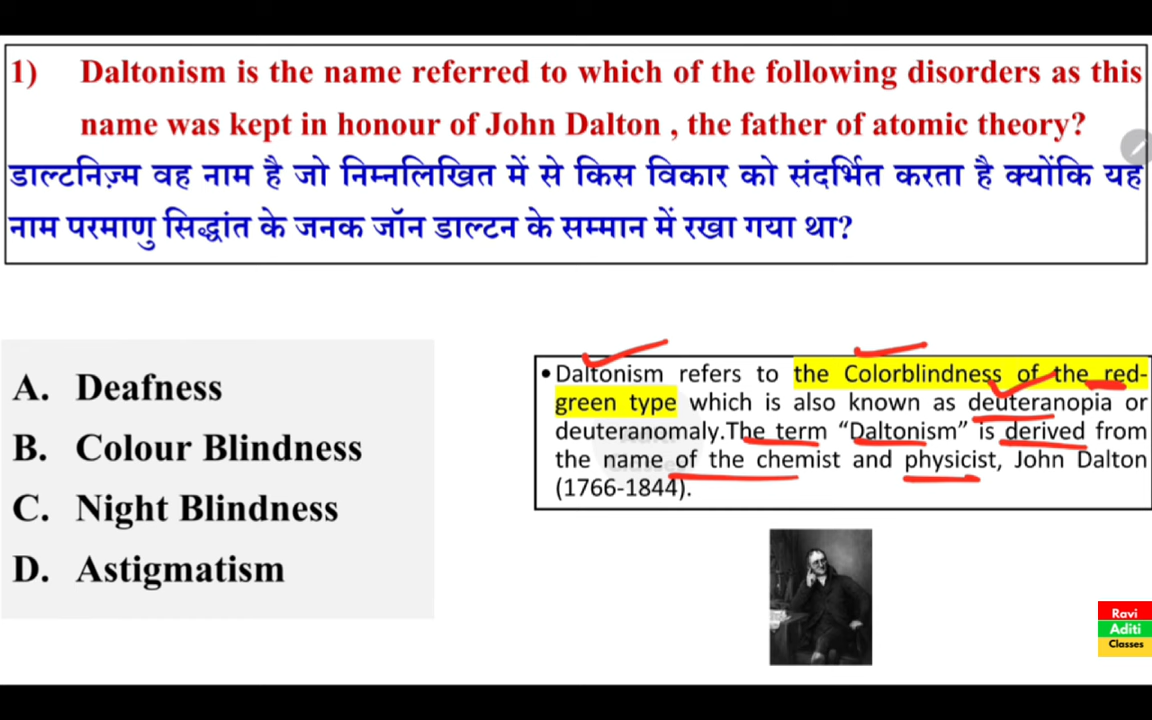 1) Daltonism is the name referred to which of the following disorders as this
name was kept in honour of John Dalton , the father of atomic theory?
डाल्टनिज़्म वह नाम है जो निम्नलिखित में से किस विकार को संदर्भित करता है क्योंकि यह
नाम परमाणु सिद्धांत के जनक जॉन डाल्टन के सम्मान में रखा गया था?
A. Deafness
B. Colour Blindness
C. Night Blindness
D. Astigmatism
•Daltonism refers to the Colorblindness of the red-
green type which is also known as deuteranopia or
deuteranomaly.The term “Daltonism” is derived from
the name of the chemist and physicist, John Dalton
(1766-1844).
Ravi
Aditi
Classes